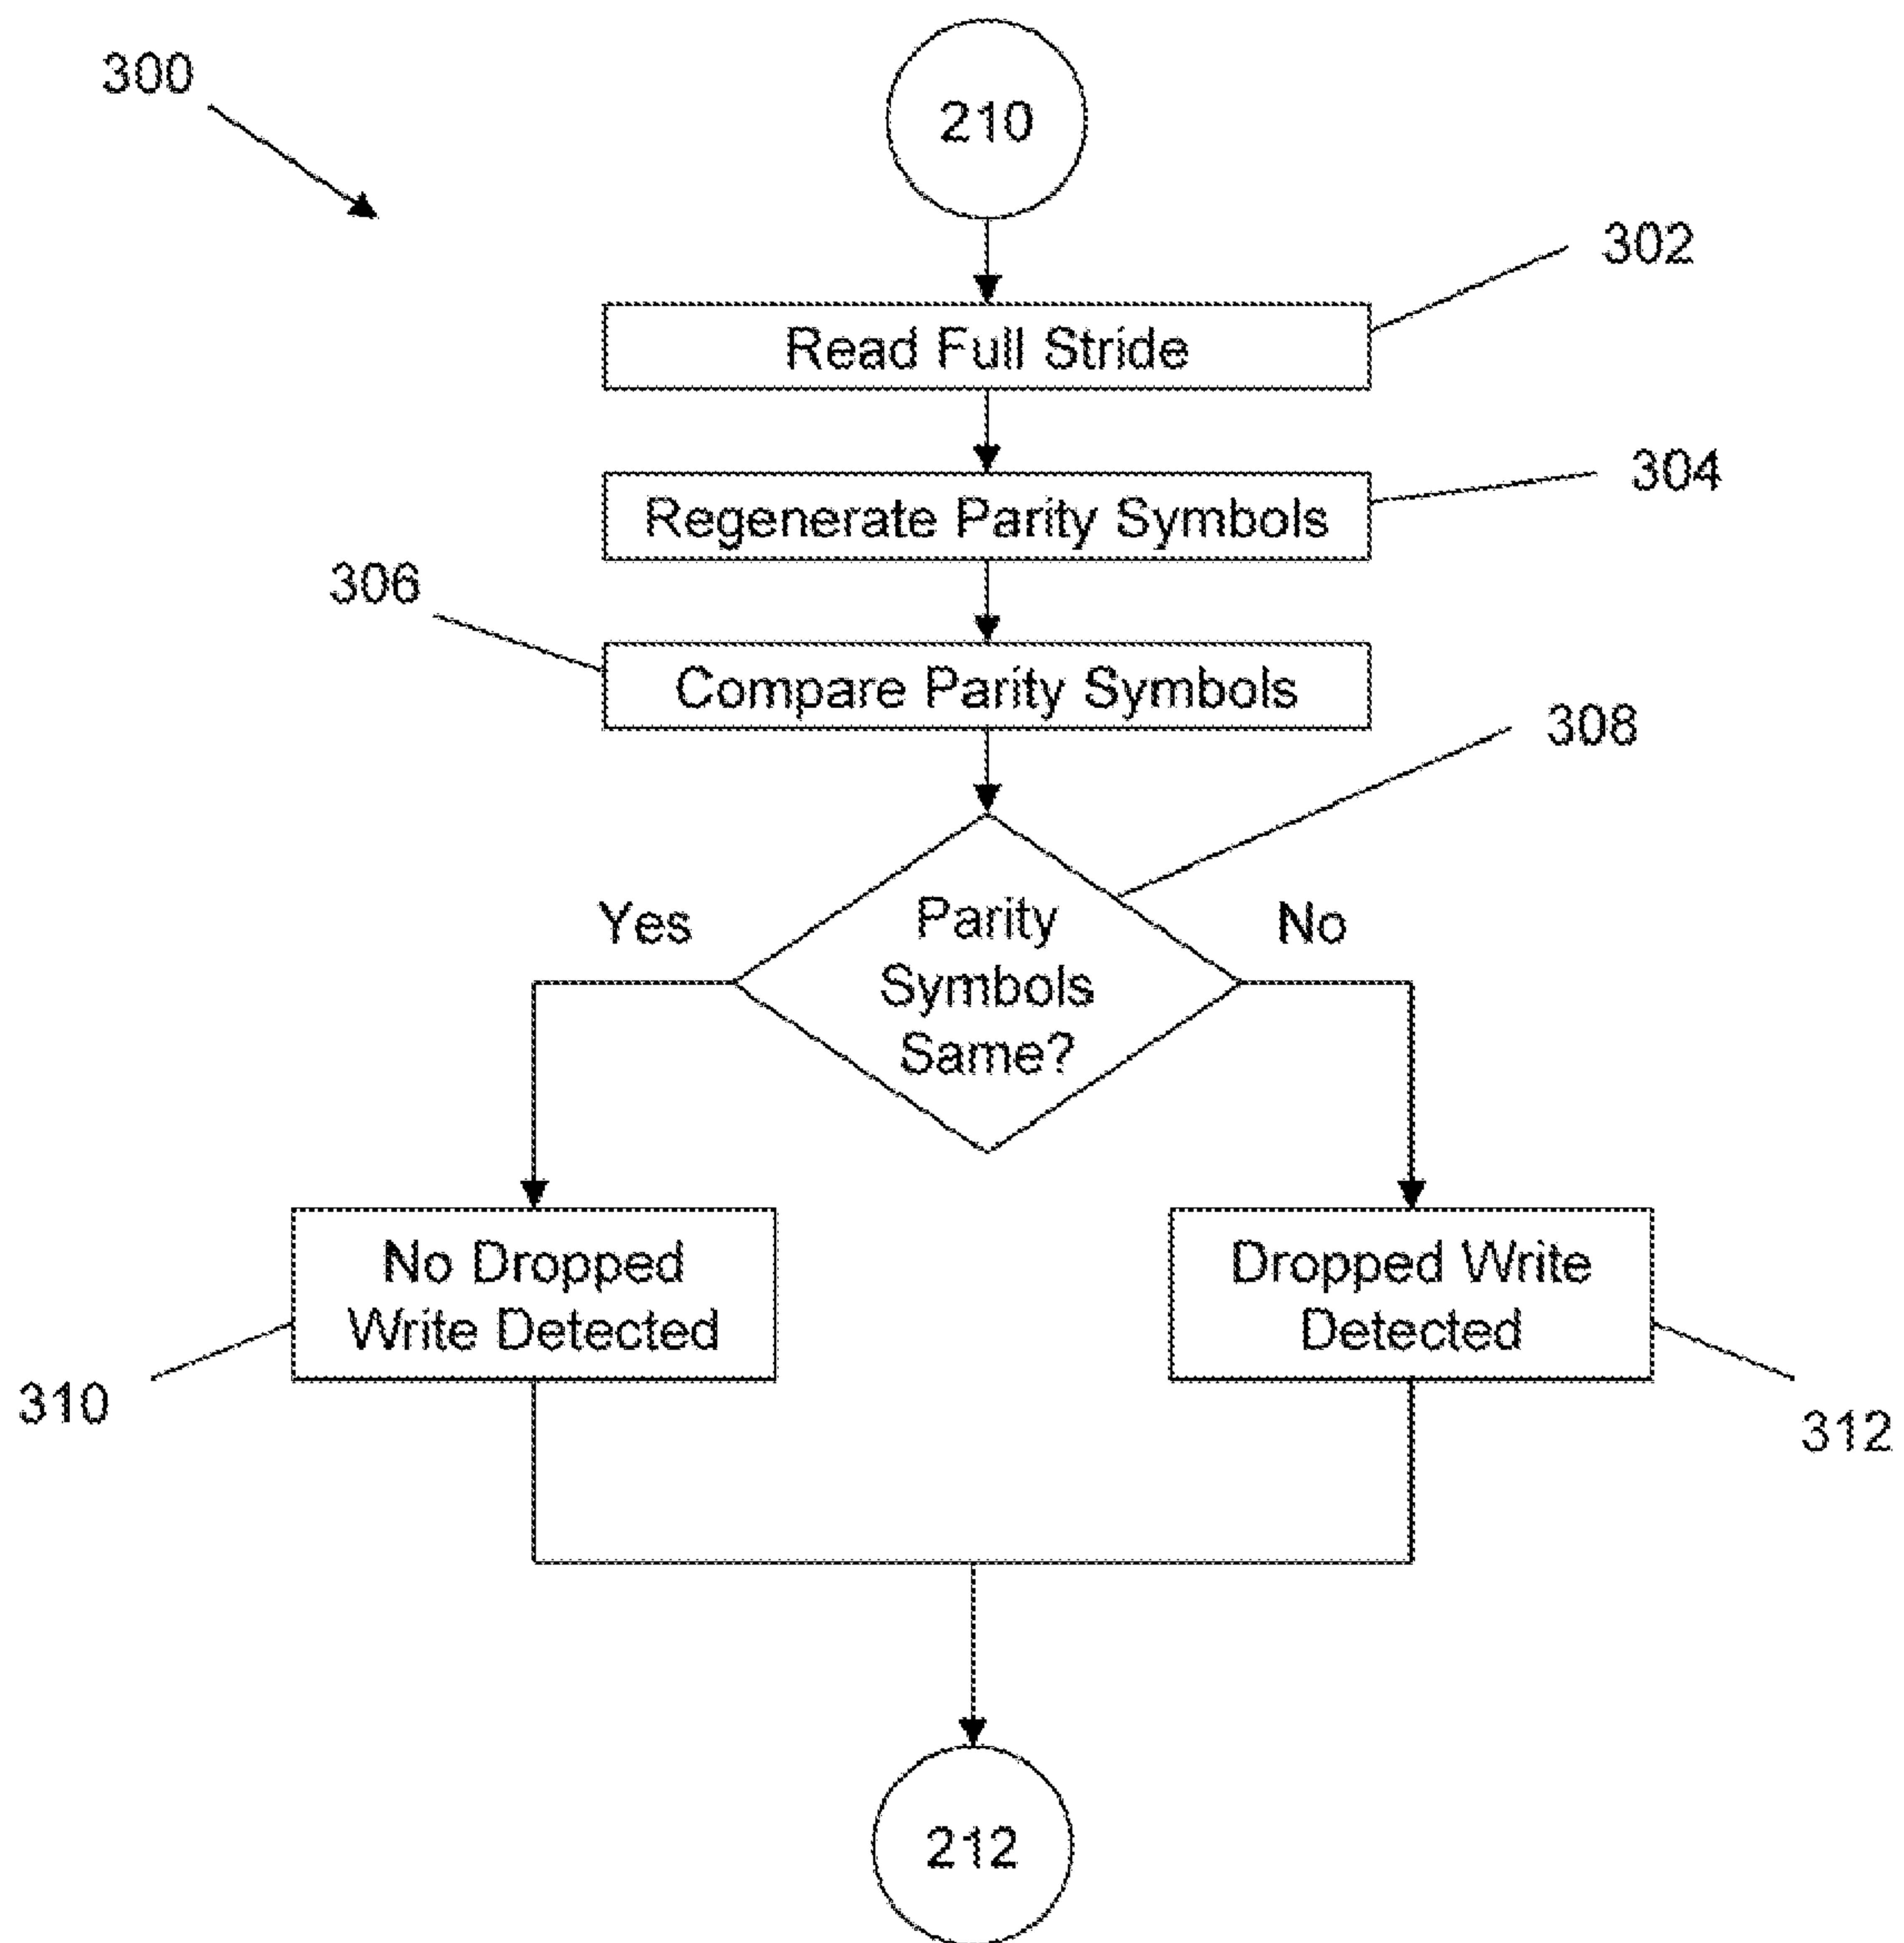 300
210
302
Read Full Stride
304
Regenerate Parity Symbols
306
Compare Parity Symbols
308
Yes
Parity
Symbols
Same?
No
No Dropped
Write Detected
Dropped Write
Detected
310
312
212